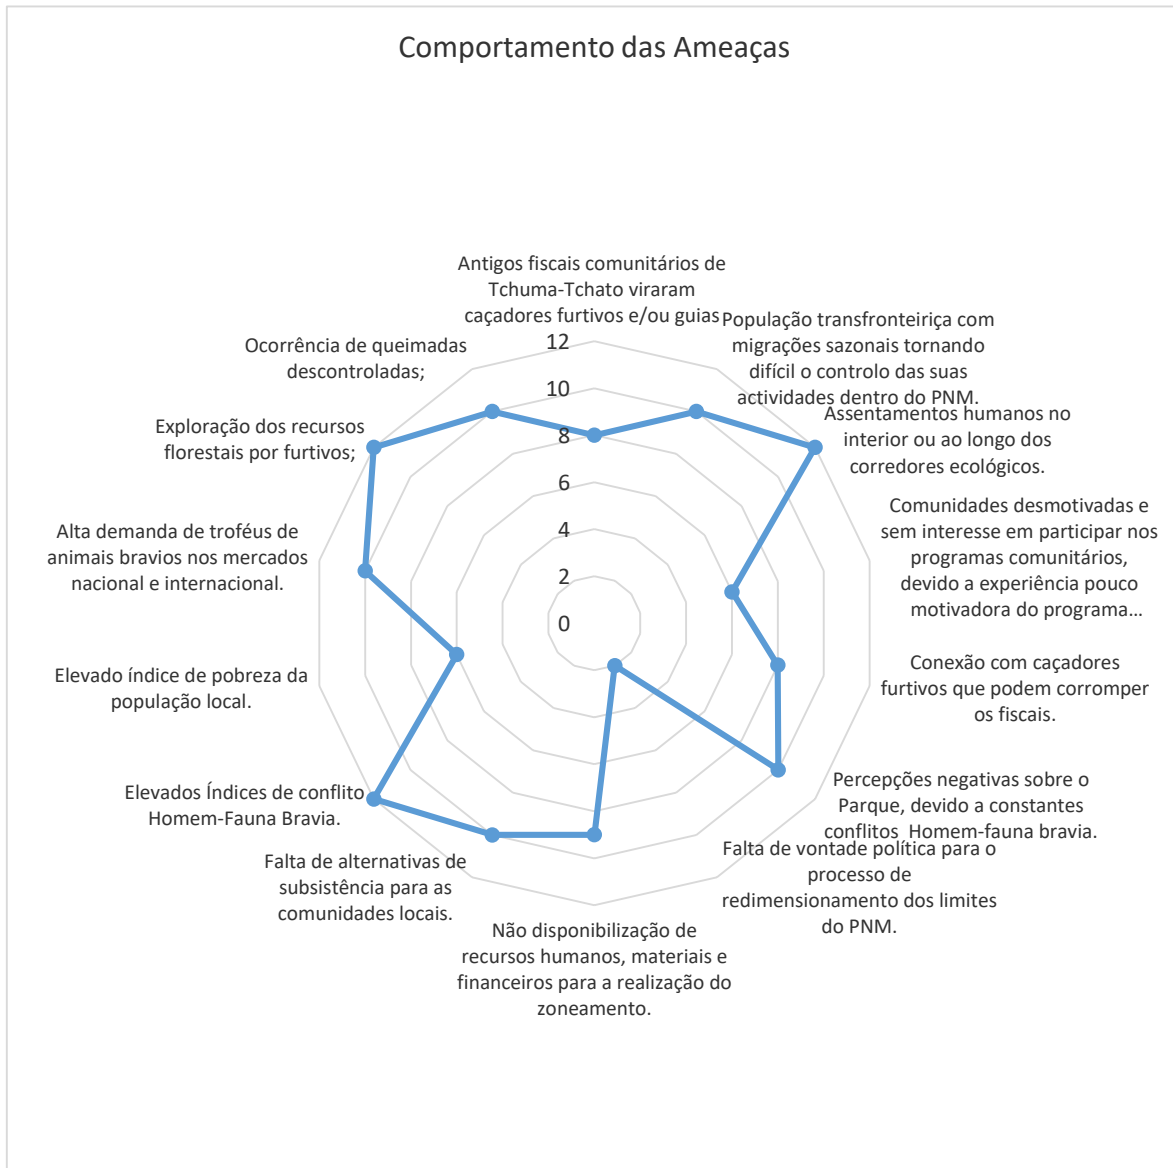 Comportamento das Ameaças
Antigos fiscais comunitários de
Tchuma-Tchato viraram
caçadores furtivos e/ou guias
População transfronteiriça com
migrações sazonais tornando
difícil o controlo das suas
actividades dentro do PNM.
Assentamentos humanos no
interior ou ao longo dos
corredores ecológicos.
Comunidades desmotivadas e
sem interesse em participar nos
programas comunitários,
devido a experiência pouco
motivadora do programa…
Conexão com caçadores
furtivos que podem corromper
os fiscais.
Percepções negativas sobre o
Parque, devido a constantes
conflitos  Homem-fauna bravia.
Falta de vontade política para o
processo de
redimensionamento dos limites
do PNM.
Não disponibilização de
recursos humanos, materiais e
financeiros para a realização do
zoneamento.
Falta de alternativas de
subsistência para as
comunidades locais.
Elevados Índices de conflito
Homem-Fauna Bravia.
Elevado índice de pobreza da
população local.
Alta demanda de troféus de
animais bravios nos mercados
nacional e internacional.
Exploração dos recursos
florestais por furtivos;
Ocorrência de queimadas
descontroladas;
12
10
8
6
4
2
0